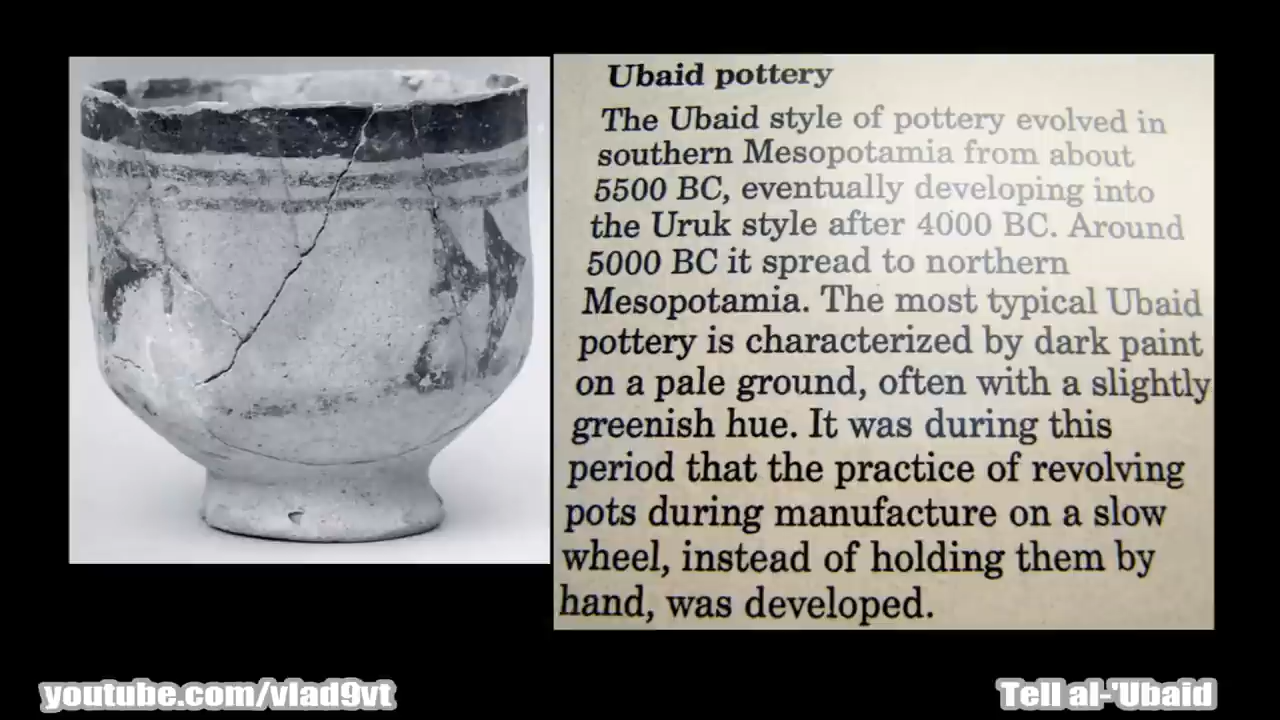 Ubaid pottery
The Ubaid style of pottery evolved in
southern Mesopotamia from about
5500 BC, eventually developing into
the Uruk style after 4000 BC. Around
5000 BC it spread to northern
Mesopotamia. The most typical Ubaid
pottery is characterized by dark paint
on a pale ground, often with a slightly
greenish hue. It was during this
period that the practice of revolving
pots during manufacture on a slow
wheel, instead of holding them by
hand, was developed.
youtube.com/vlad9vt
Tell al-'Ubaid